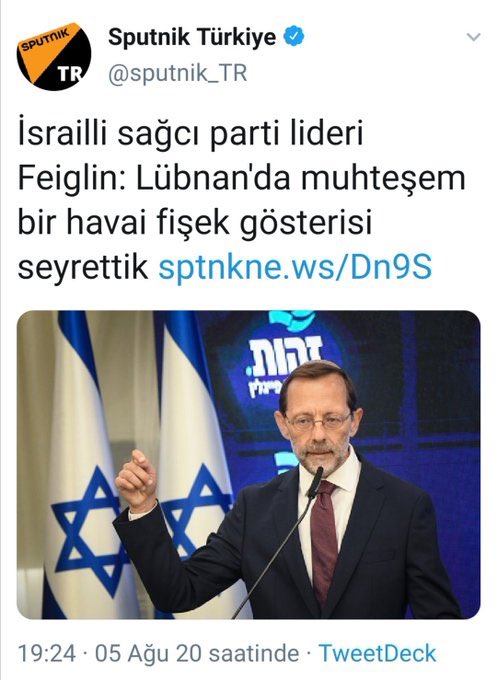 SPUTNIK
TR
Sputnik Türkiye
@sputnik_TR
İsrailli sağcı parti lideri
Feiglin: Lübnan'da muhteşem
bir havai fişek gösterisi
seyrettik sptnkne.ws/Dn9S
זהות.
פייגלין
19:24 · 05 Ağu 20 saatinde · TweetDeck